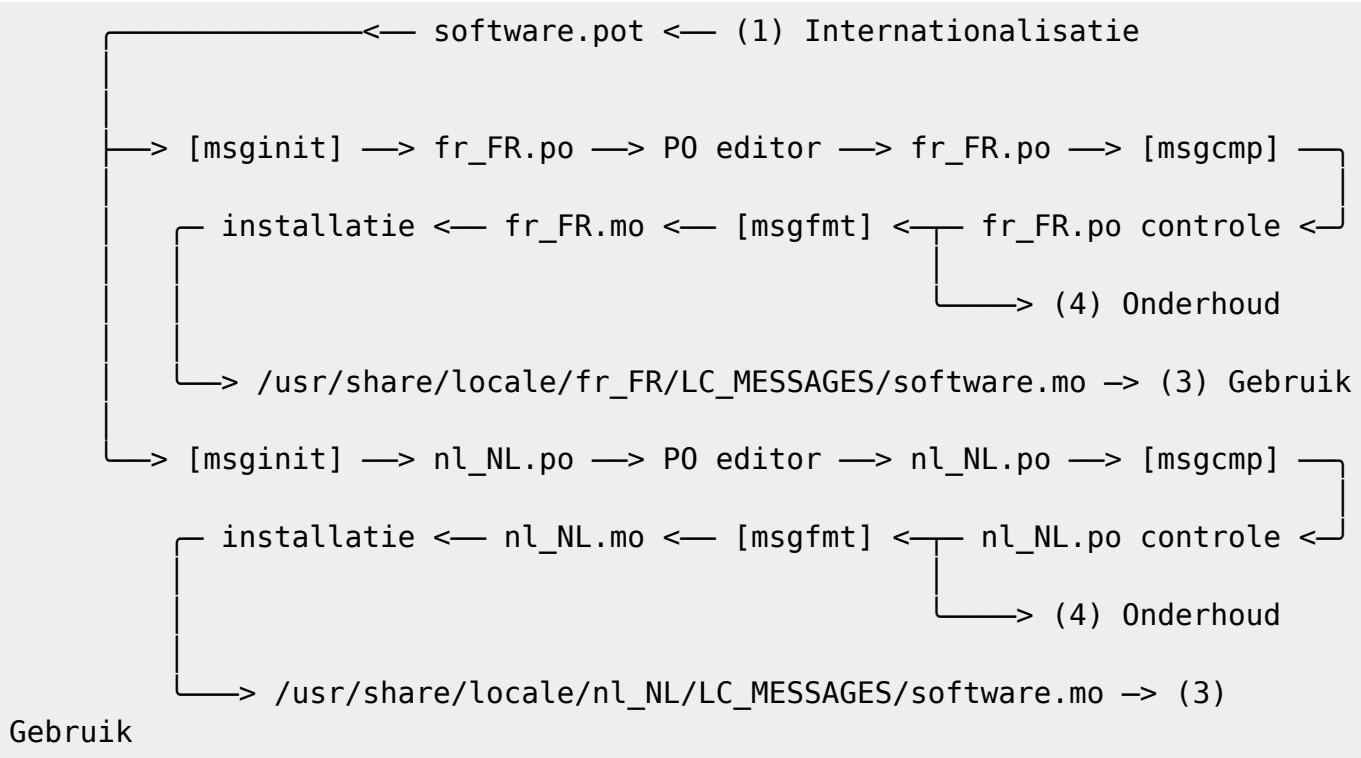 <── software.pot <── (1) Internationalisatie
──> [msginit] ──> fr_FR.po ──> PO editor ──> fr_FR.po ──> [msgcmp] ──
installatie <── fr_FR.mo <── [msgfmt] <── fr_FR.po controle <─
──> (4) Onderhoud
──> /usr/share/locale/fr_FR/LC_MESSAGES/software.mo —> (3) Gebruik
──> [msginit] ──> nl_NL.po ──> PO editor ──> nl_NL.po ──> [msgcmp] ──
installatie <── nl_NL.mo <── [msgfmt] <── nl_NL.po controle <─
──> (4) Onderhoud
──> /usr/share/locale/nl_NL/LC_MESSAGES/software.mo —> (3)
Gebruik